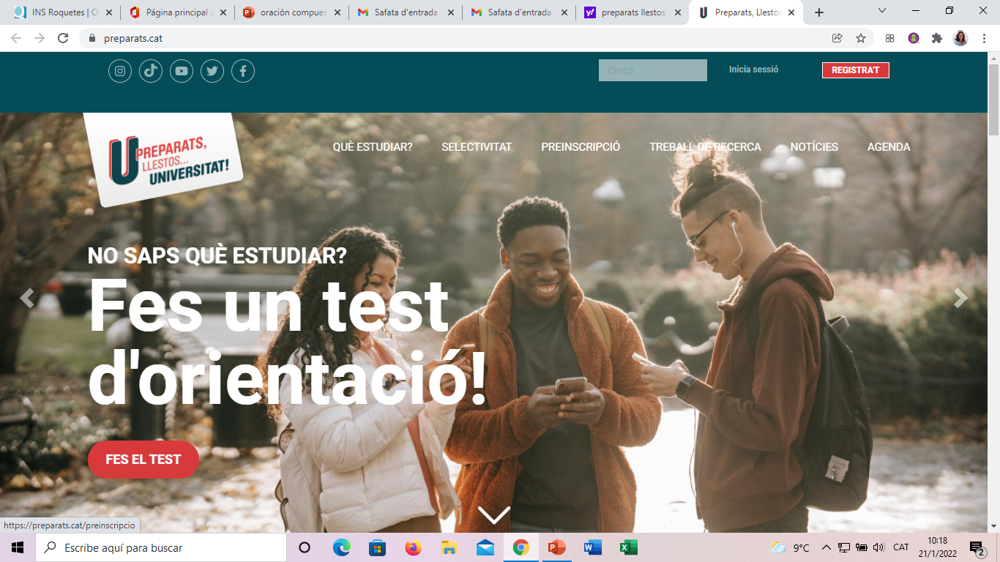 INS Roquetes | O
Página principal
oración compues
Safata d'entrada
Safata d'entrada
preparats llestos
Preparats, Llestos
preparats.cat
Cerca
Inicia sessió
REGISTRA'T
U PREPARATS,
LLESTOS...
UNIVERSITAT!
QUÈ ESTUDIAR?
SELECTIVITAT
PREINSCRIPCIÓ
TREBALL DE RECERCA
NOTÍCIES
AGENDA
NO SAPS QUÈ ESTUDIAR?
Fes un test
d'orientació!
FES EL TEST
https://preparats.cat/preinscripcio
Escribe aquí para buscar
9°C
CAT
10:18
21/1/2022
2